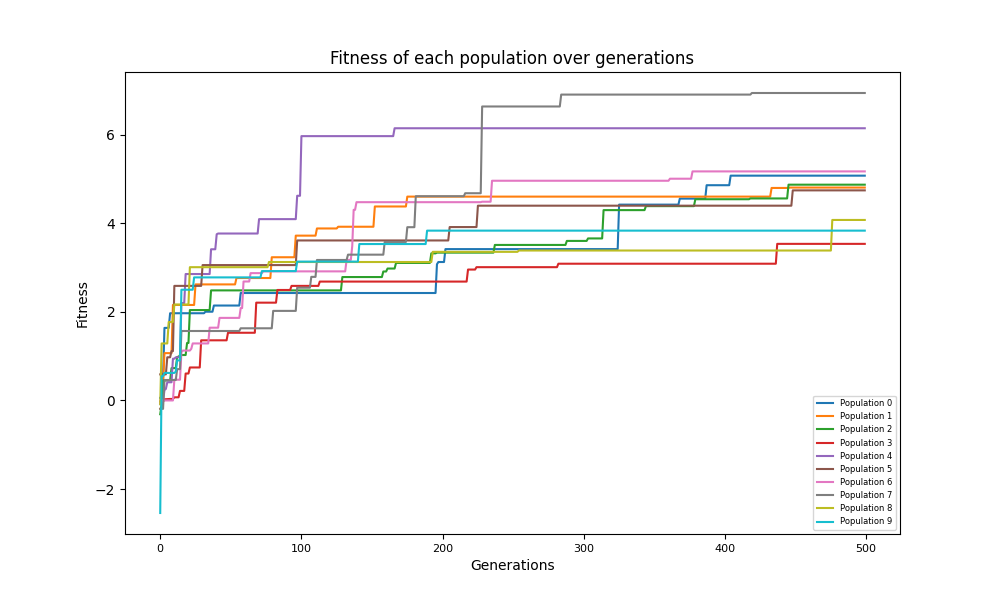 Fitness of each population over generations
Fitness
6
4
2
0
−2
0 100 200 300 400 500
Generations
Population 0
Population 1
Population 2
Population 3
Population 4
Population 5
Population 6
Population 7
Population 8
Population 9